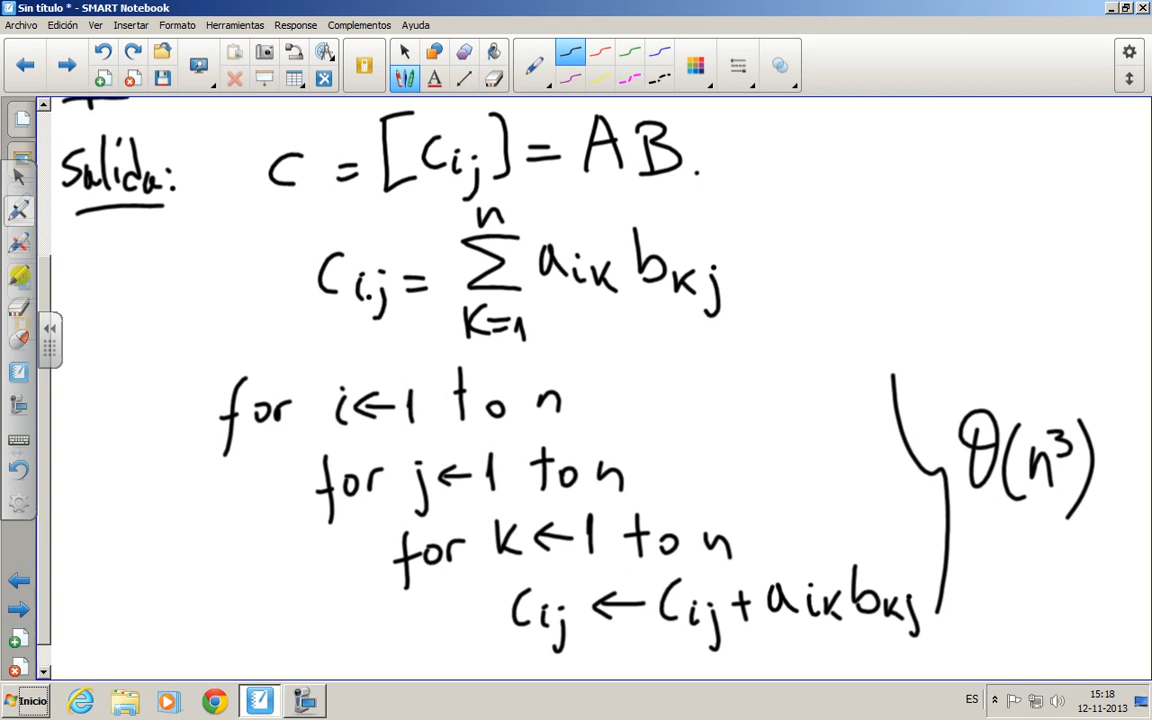 Sin título * - SMART Notebook
Archivo Edición Ver Insertar Formato Herramientas Response Complementos Ayuda
Salida: C = [Cij] = AB.
Cij = n∑K=1 aiK bKj
for i ← 1 to n
for j ← 1 to n
for k ← 1 to n
Cij ← Cij + aiK bKj
Θ(n³)
Inicio
ES
15:18
12-11-2013